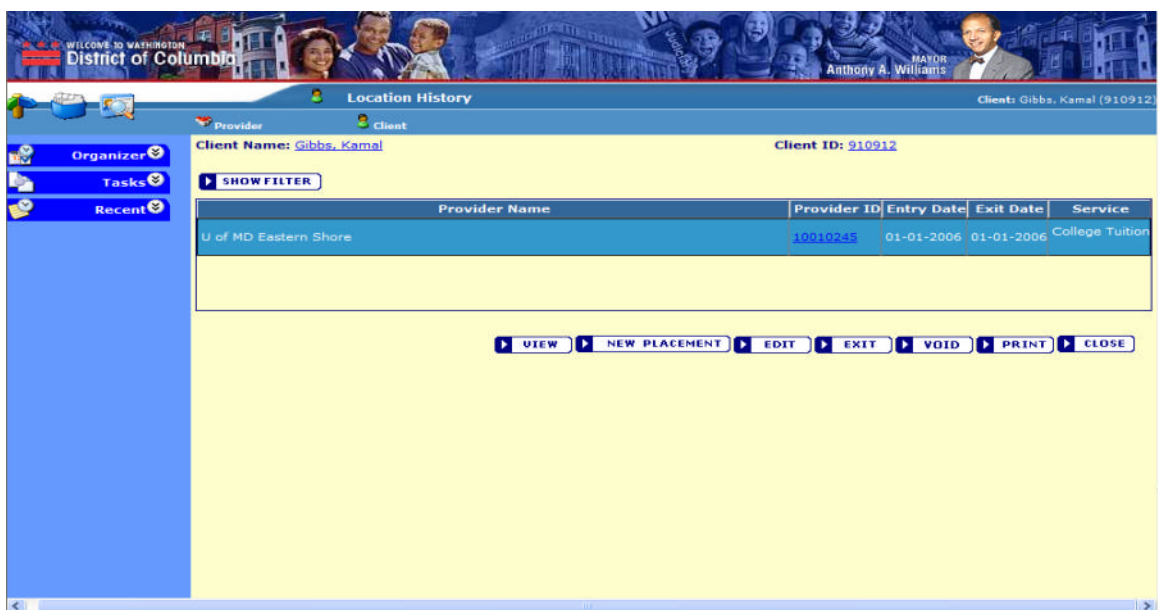 WELCOME TO WASHINGTON
District of Columbia
Judiciary
MAYOR
Anthony A. Williams
Location History
Client: Gibbs, Kamal (910912)
Provider
Client
Client Name: Gibbs, Kamal
Client ID: 910912
Organizer
Tasks
Recent
SHOW FILTER
Provider Name Provider ID Entry Date Exit Date Service
U of MD Eastern Shore 10010245 01-01-2006 01-01-2006 College Tuition
VIEW NEW PLACEMENT EDIT EXIT VOID PRINT CLOSE